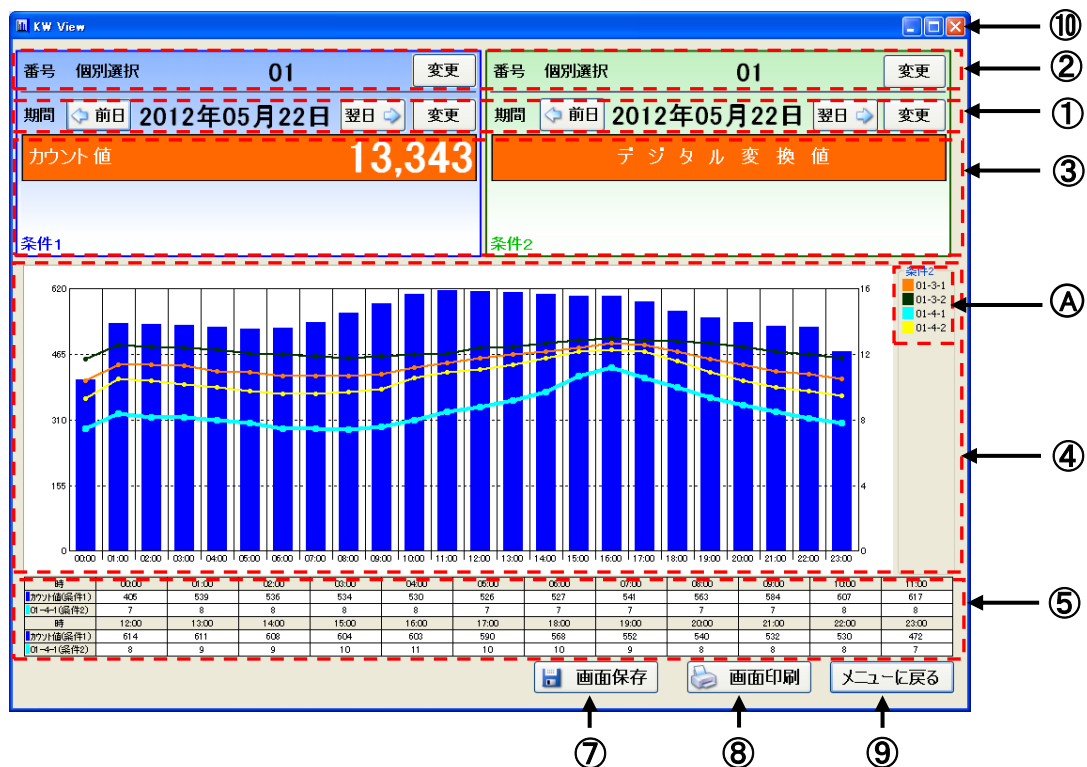 KW View
⑩
番号 個別選択 01 変更
番号 個別選択 01 変更
②
期間 前日 2012年05月22日 翌日 変更
期間 前日 2012年05月22日 翌日 変更
①
カウント値 13,343
デジタル変換値
③
条件1
条件2
条件2
01-3-1
01-3-2
01-4-1
01-4-2
Ⓐ
620
465
310
155
0
16
12
8
4
0
④
00:00 01:00 02:00 03:00 04:00 05:00 06:00 07:00 08:00 09:00 10:00 11:00 12:00 13:00 14:00 15:00 16:00 17:00 18:00 19:00 20:00 21:00 22:00 23:00
時 00:00 01:00 02:00 03:00 04:00 05:00 06:00 07:00 08:00 09:00 10:00 11:00
カウント値(条件1) 405 539 536 534 530 526 527 541 563 584 607 617
01-4-1(条件2) 7 8 8 8 8 7 7 7 7 7 8 8
時 12:00 13:00 14:00 15:00 16:00 17:00 18:00 19:00 20:00 21:00 22:00 23:00
カウント値(条件1) 614 611 608 604 603 590 568 552 540 532 530 472
01-4-1(条件2) 8 9 9 10 11 10 10 9 8 8 8 7
⑤
画面保存
画面印刷
メニューに戻る
⑦
⑧
⑨